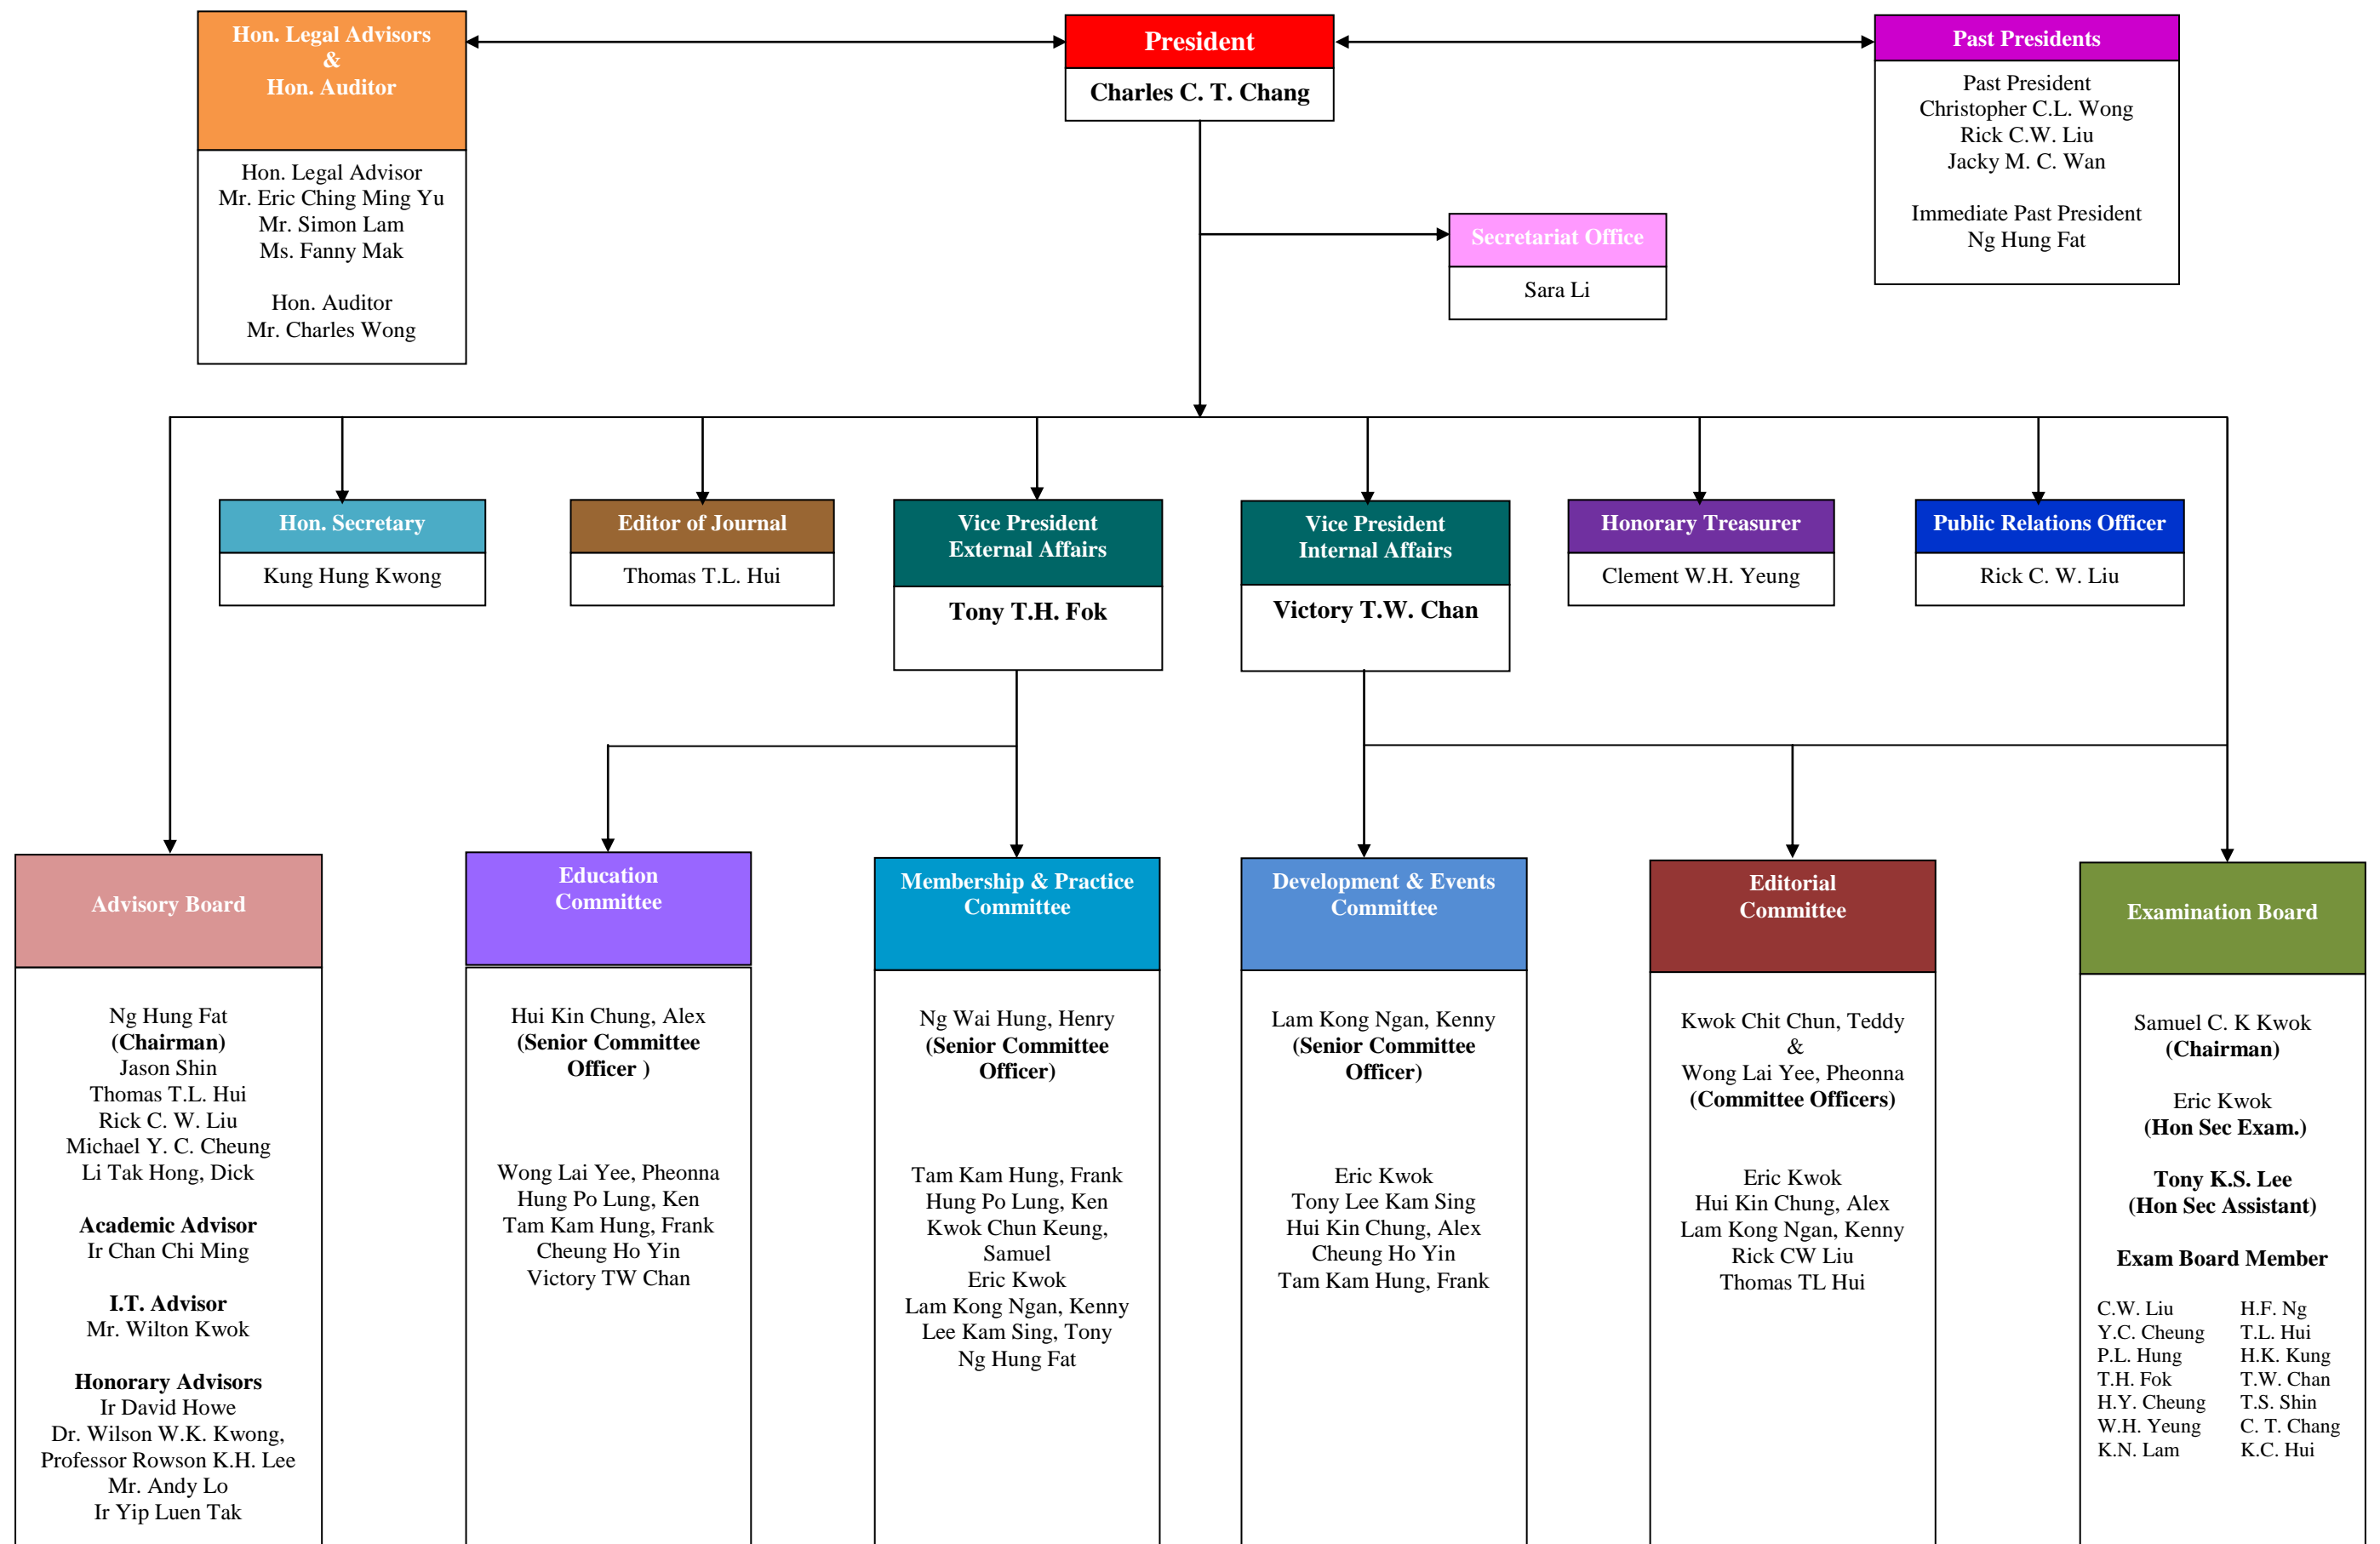 Hon. Legal Advisors
&
Hon. Auditor
Hon. Legal Advisor
Mr. Eric Ching Ming Yu
Mr. Simon Lam
Ms. Fanny Mak
Hon. Auditor
Mr. Charles Wong
President
Charles C. T. Chang
Past Presidents
Past President
Christopher C.L. Wong
Rick C.W. Liu
Jacky M. C. Wan
Immediate Past President
Ng Hung Fat
Secretariat Office
Sara Li
Hon. Secretary
Kung Hung Kwong
Editor of Journal
Thomas T.L. Hui
Vice President
External Affairs
Tony T.H. Fok
Vice President
Internal Affairs
Victory T.W. Chan
Honorary Treasurer
Clement W.H. Yeung
Public Relations Officer
Rick C. W. Liu
Advisory Board
Ng Hung Fat
(Chairman)
Jason Shin
Thomas T.L. Hui
Rick C. W. Liu
Michael Y. C. Cheung
Li Tak Hong, Dick
Academic Advisor
Ir Chan Chi Ming
I.T. Advisor
Mr. Wilton Kwok
Honorary Advisors
Ir David Howe
Dr. Wilson W.K. Kwong,
Professor Rowson K.H. Lee
Mr. Andy Lo
Ir Yip Luen Tak
Education
Committee
Hui Kin Chung, Alex
(Senior Committee
Officer )
Wong Lai Yee, Pheonna
Hung Po Lung, Ken
Tam Kam Hung, Frank
Cheung Ho Yin
Victory TW Chan
Membership & Practice
Committee
Ng Wai Hung, Henry
(Senior Committee
Officer)
Tam Kam Hung, Frank
Hung Po Lung, Ken
Kwok Chun Keung,
Samuel
Eric Kwok
Lam Kong Ngan, Kenny
Lee Kam Sing, Tony
Ng Hung Fat
Development & Events
Committee
Lam Kong Ngan, Kenny
(Senior Committee
Officer)
Eric Kwok
Tony Lee Kam Sing
Hui Kin Chung, Alex
Cheung Ho Yin
Tam Kam Hung, Frank
Editorial
Committee
Kwok Chit Chun, Teddy
&
Wong Lai Yee, Pheonna
(Committee Officers)
Eric Kwok
Hui Kin Chung, Alex
Lam Kong Ngan, Kenny
Rick CW Liu
Thomas TL Hui
Examination Board
Samuel C. K Kwok
(Chairman)
Eric Kwok
(Hon Sec Exam.)
Tony K.S. Lee
(Hon Sec Assistant)
Exam Board Member
C.W. Liu H.F. Ng
Y.C. Cheung T.L. Hui
P.L. Hung H.K. Kung
T.H. Fok T.W. Chan
H.Y. Cheung T.S. Shin
W.H. Yeung C. T. Chang
K.N. Lam K.C. Hui